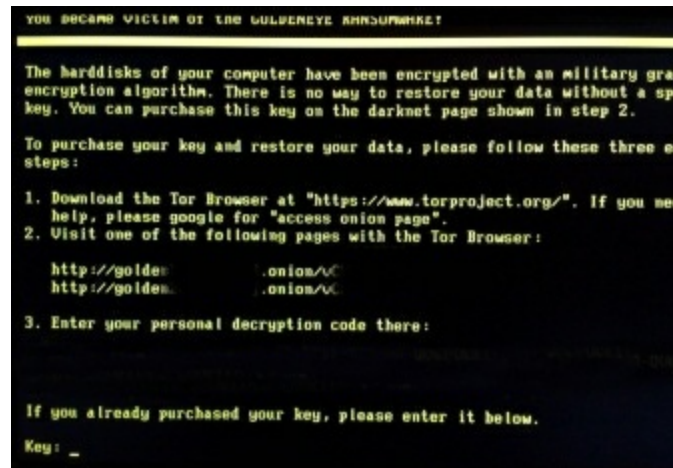 YOU BECAME VICTIM OF the GOLDENEYE RANSOMWARE!
The harddisks of your computer have been encrypted with an military gra
encryption algorithm. There is no way to restore your data without a sp
key. You can purchase this key on the darknet page shown in step 2.
To purchase your key and restore your data, please follow these three e
steps:
1. Download the Tor Browser at "https://www.torproject.org/". If you ne
help, please google for "access onion page".
2. Visit one of the following pages with the Tor Browser:
http://golden .onion/vC
http://golden .onion/vC
3. Enter your personal decryption code there:
If you already purchased your key, please enter it below.
Key: _